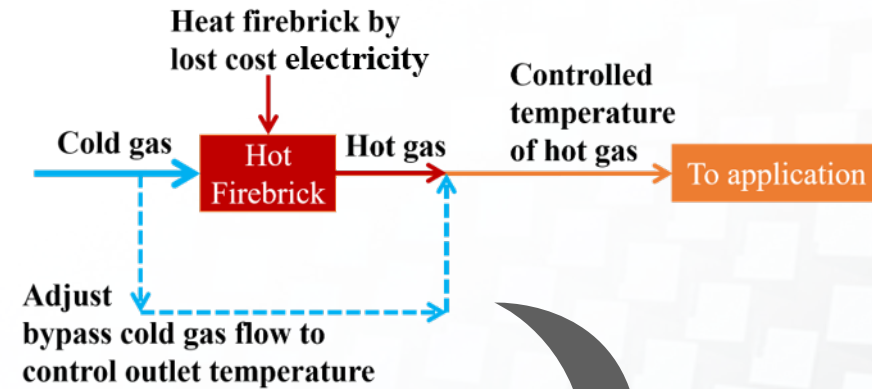 Heat firebrick by
lost cost electricity
Controlled
temperature
of hot gas
Cold gas
Hot
Firebrick
Hot gas
To application
Adjust
bypass cold gas flow to
control outlet temperature